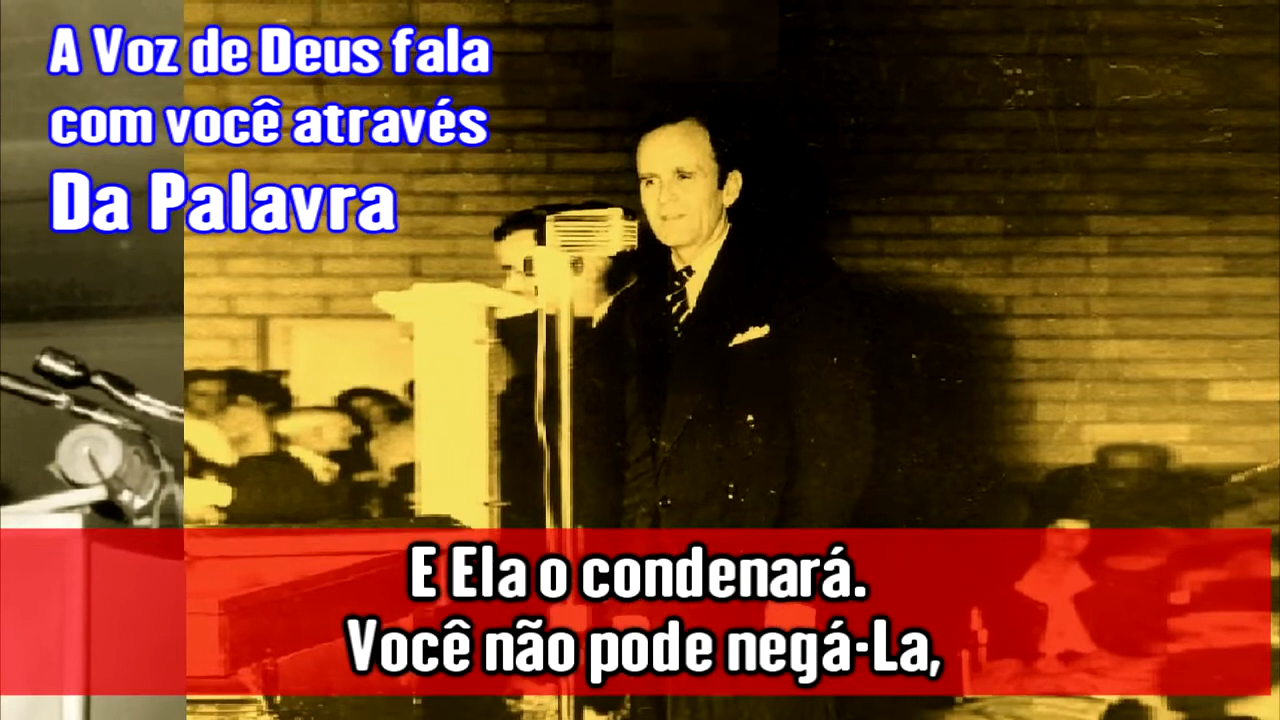 A Voz de Deus fala
com você através
Da Palavra
E Ela o condenará.
Você não pode negá-La,